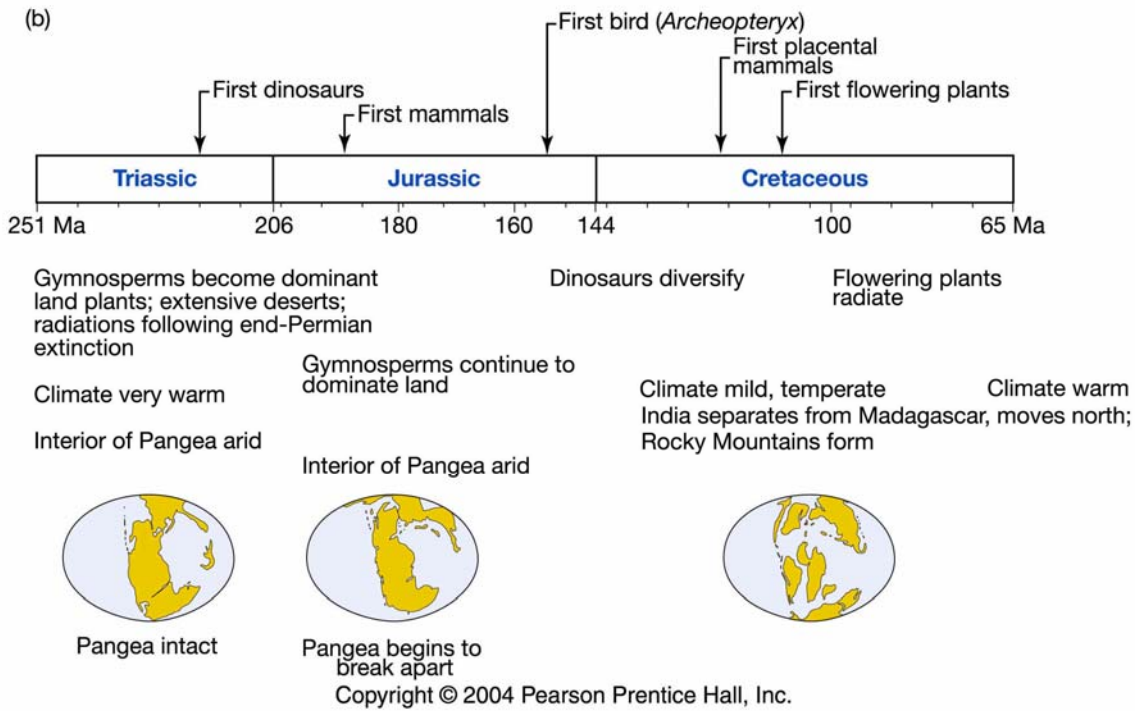 (b)
First bird (Archeopteryx)
First placental
mammals
First dinosaurs
First flowering plants
First mammals
Triassic
Jurassic
Cretaceous
251 Ma
206
180
160
144
100
65 Ma
Gymnosperms become dominant
land plants; extensive deserts;
radiations following end-Permian
extinction
Dinosaurs diversify
Flowering plants
radiate
Gymnosperms continue to
dominate land
Climate very warm
Climate mild, temperate
Climate warm
India separates from Madagascar, moves north;
Rocky Mountains form
Interior of Pangea arid
Interior of Pangea arid
Pangea intact
Pangea begins to
break apart
Copyright © 2004 Pearson Prentice Hall, Inc.